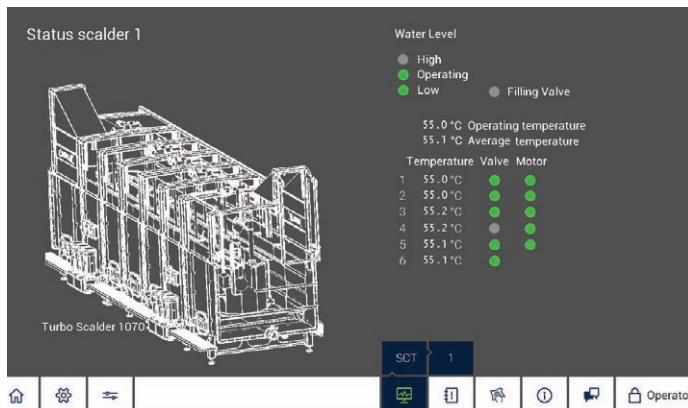 Status scalder 1
Water Level
High
Operating
Low
Filling Valve
55.0 °C Operating temperature
55.1 °C Average temperature
Temperature Valve Motor
1 55.0 °C
2 55.0 °C
3 55.2 °C
4 55.2 °C
5 55.1 °C
6 55.1 °C
Turbo Scalder 1070
SCT 1
Operato